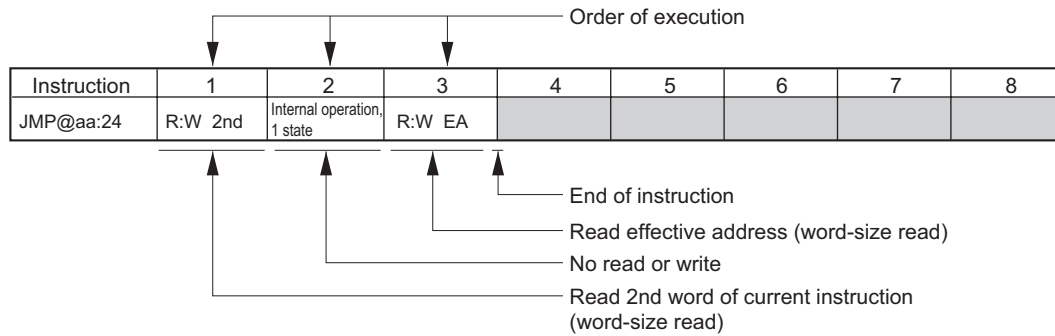 Order of execution
Instruction 1 2 3 4 5 6 7 8
JMP@aa:24 R:W 2nd Internal operation, 1 state R:W EA
End of instruction
Read effective address (word-size read)
No read or write
Read 2nd word of current instruction
(word-size read)